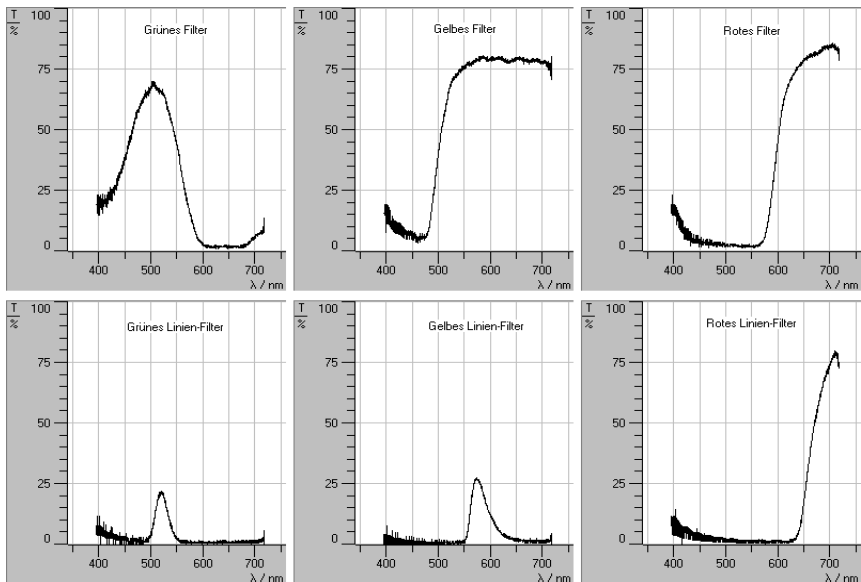 T
%
100
Grünes Filter
75
50
25
0
400 500 600 700
λ / nm
T
%
100
Gelbes Filter
75
50
25
0
400 500 600 700
λ / nm
T
%
100
Rotes Filter
75
50
25
0
400 500 600 700
λ / nm
T
%
100
Grünes Linien-Filter
75
50
25
0
400 500 600 700
λ / nm
T
%
100
Gelbes Linien-Filter
75
50
25
0
400 500 600 700
λ / nm
T
%
100
Rotes Linien-Filter
75
50
25
0
400 500 600 700
λ / nm